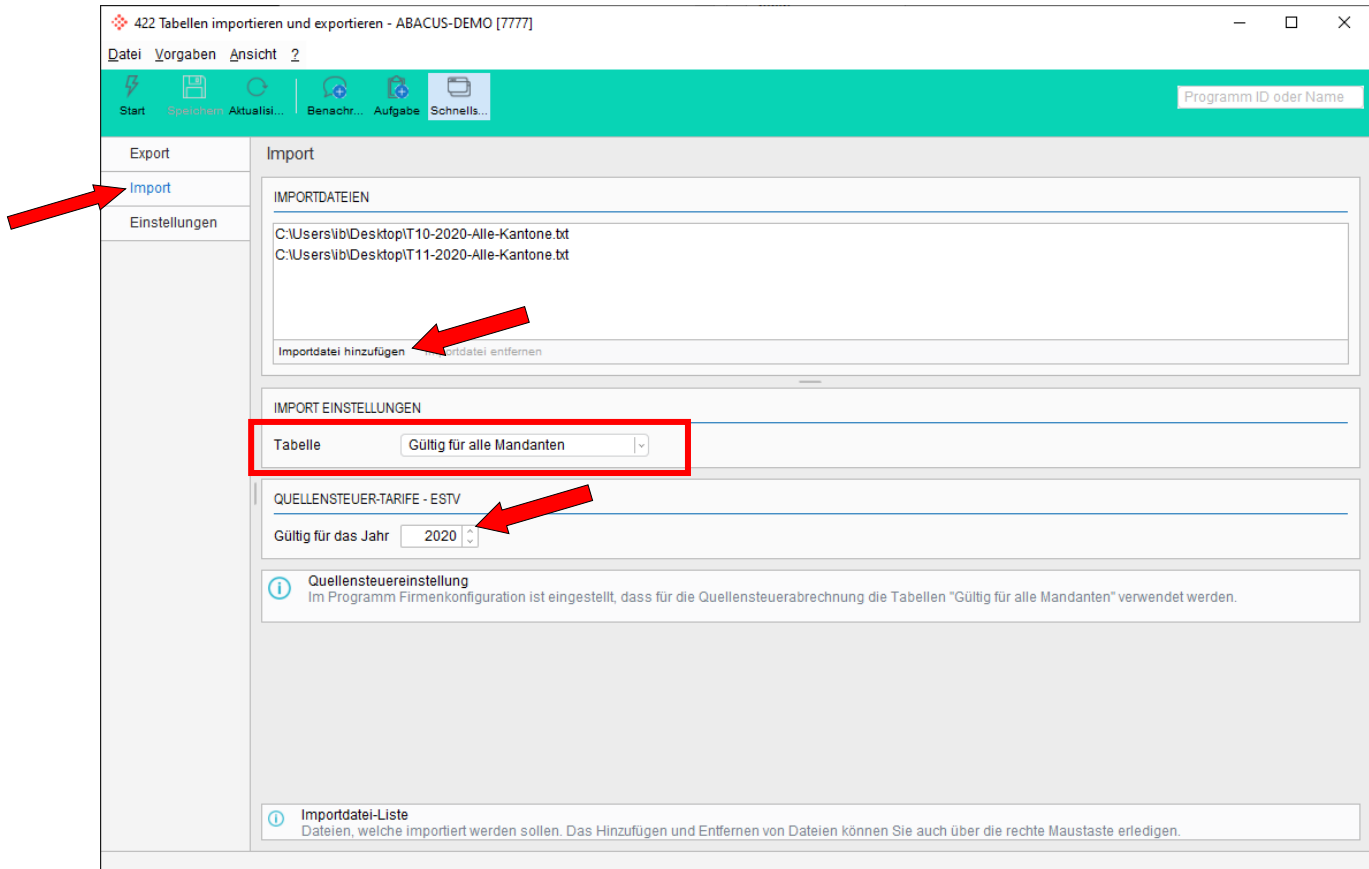 422 Tabellen importieren und exportieren - ABACUS-DEMO [7777]
Datei Vorgaben Ansicht ?
Start Speichern Aktualisi... Benachr... Aufgabe Schnells...
Programm ID oder Name
Export
Import
Einstellungen
Import
IMPORTDATEIEN
C:\Users\ib\Desktop\T10-2020-Alle-Kantone.txt
C:\Users\ib\Desktop\T11-2020-Alle-Kantone.txt
Importdatei hinzufügen Importdatei entfernen
IMPORT EINSTELLUNGEN
Tabelle Gültig für alle Mandanten
QUELLENSTEUER-TARIFE - ESTV
Gültig für das Jahr 2020
Quellensteuereinstellung
Im Programm Firmenkonfiguration ist eingestellt, dass für die Quellensteuerabrechnung die Tabellen "Gültig für alle Mandanten" verwendet werden.
Importdatei-Liste
Dateien, welche importiert werden sollen. Das Hinzufügen und Entfernen von Dateien können Sie auch über die rechte Maustaste erledigen.